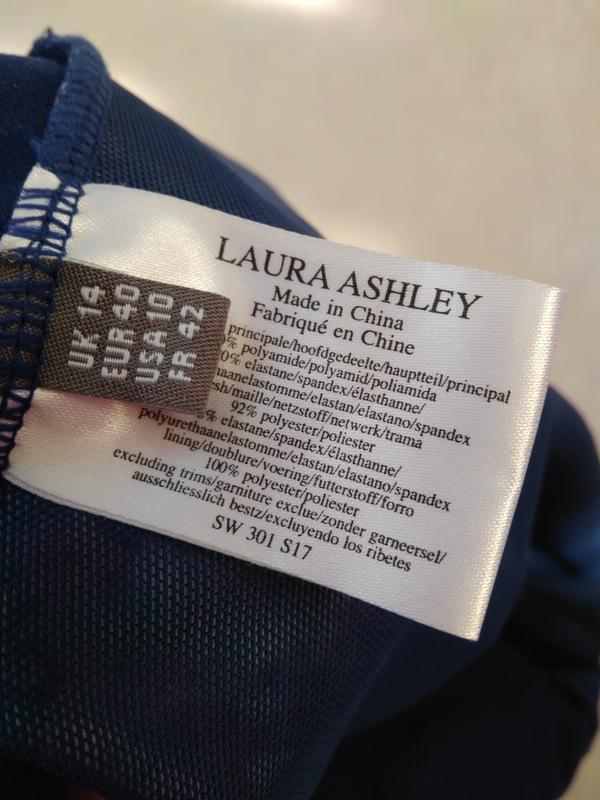 UK 14
EUR 40
USA 10
FR 42
LAURA ASHLEY
Made in China
Fabriqué en Chine
principale/hoofdgedeelte/hauptteil/principal
polyamide/polyamid/poliamida
elastane/spandex/élasthanne/
elastan/elastano/spandex
maille/netzstoff/netwerk/trama
92% polyester/poliester
elastane/spandex/élasthanne/
polyurethaanelastomme/elastan/elastano/spandex
lining/doublure/voering/futterstoff/forro
100% polyester/poliester
excluding trims/garniture exclue/zonder garneersel/
ausschliesslich bestz/excluyendo los ribetes
SW 301 S17